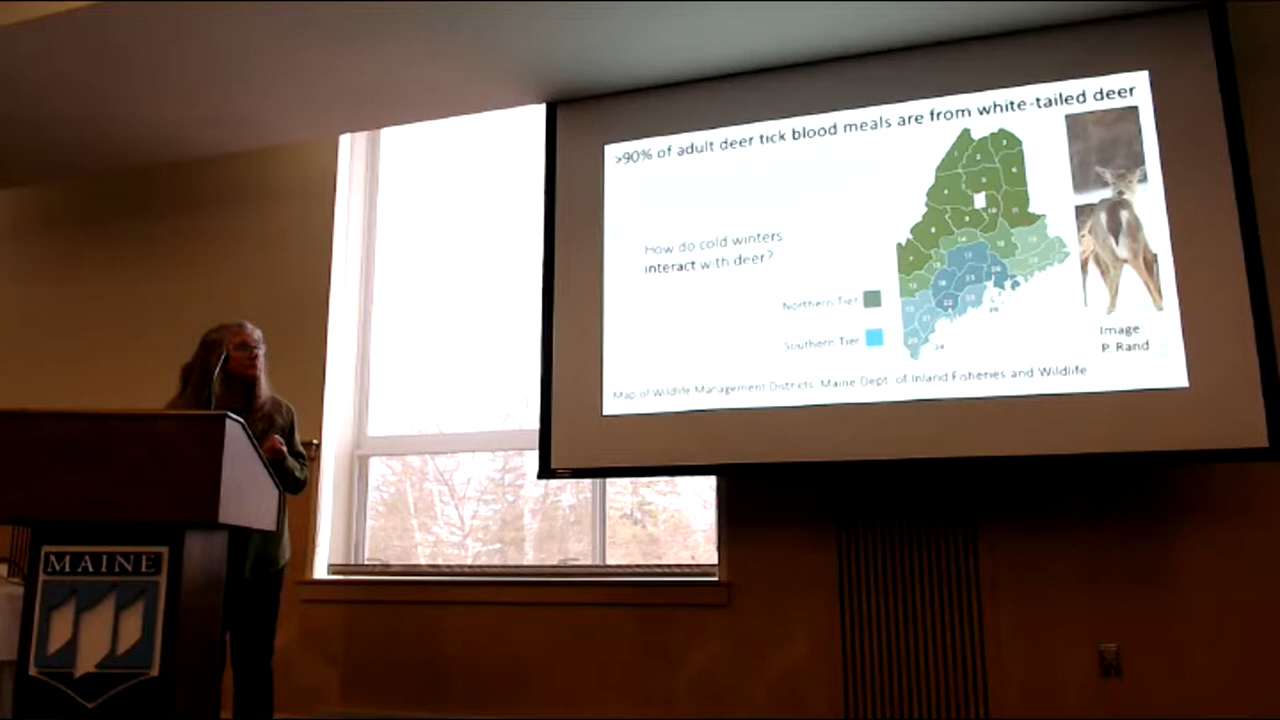 >90% of adult deer tick blood meals are from white-tailed deer
How do cold winters
interact with deer?
Northern Tier
Southern Tier
Image:
P. Rand
Map of Wildlife Management Districts: Maine Dept. of Inland Fisheries and Wildlife
MAINE